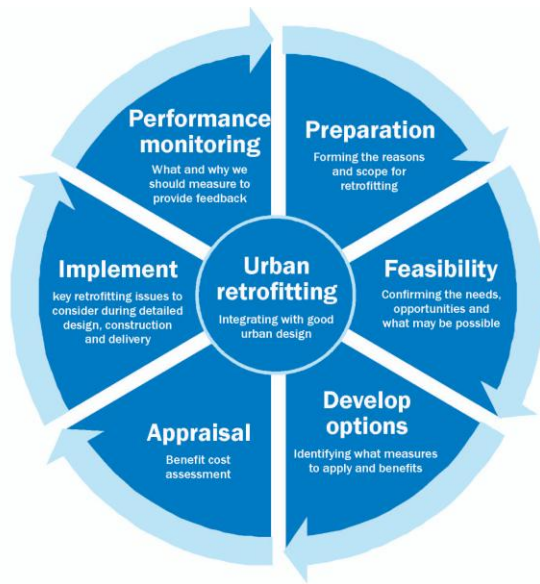 Performance
monitoring
What and why we
should measure to
provide feedback
Preparation
Forming the reasons
and scope for
retrofitting
Implement
key retrofitting issues to
consider during detailed
design, construction
and delivery
Urban
retrofitting
Integrating with good
urban design
Feasibility
Confirming the needs,
opportunities and
what may be possible
Appraisal
Benefit cost
assessment
Develop
options
Identifying what measures
to apply and benefits